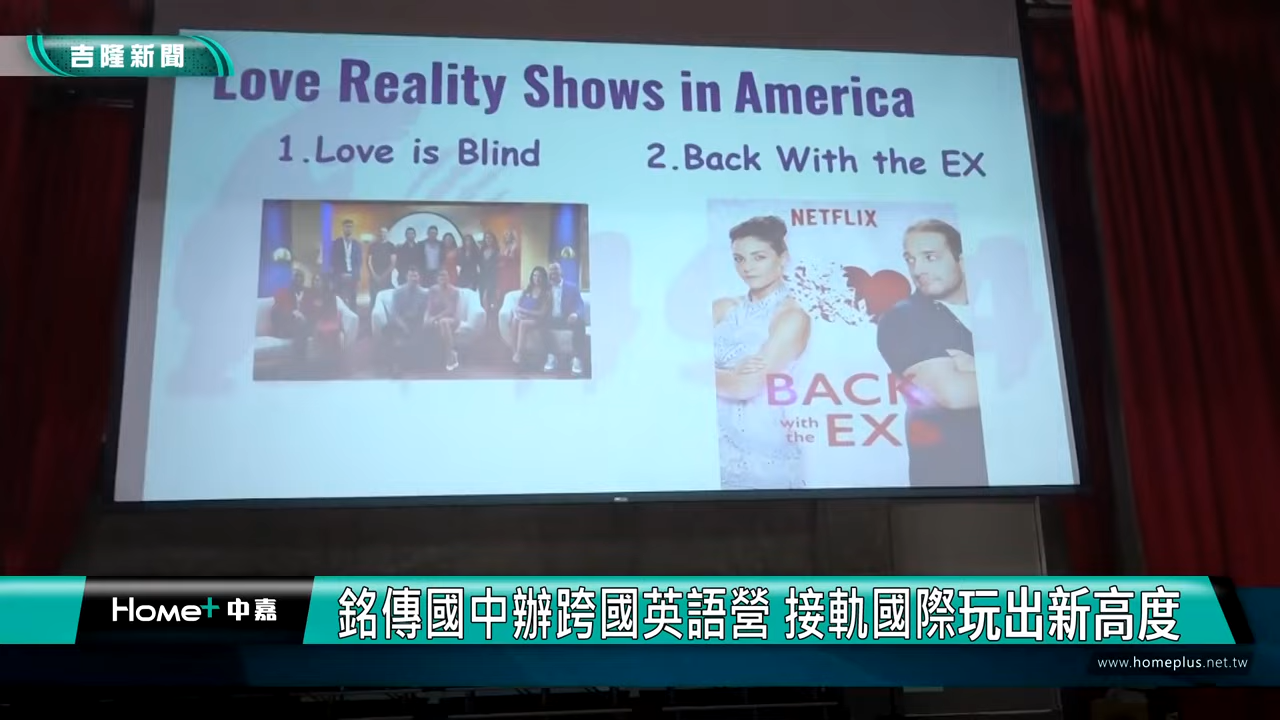 吉隆新聞
Love Reality Shows in America
1.Love is Blind
2.Back With the EX
NETFLIX
BACK
with the EX
Home+ 中嘉
銘傳國中辦跨國英語營 接軌國際玩出新高度
www.homeplus.net.tw